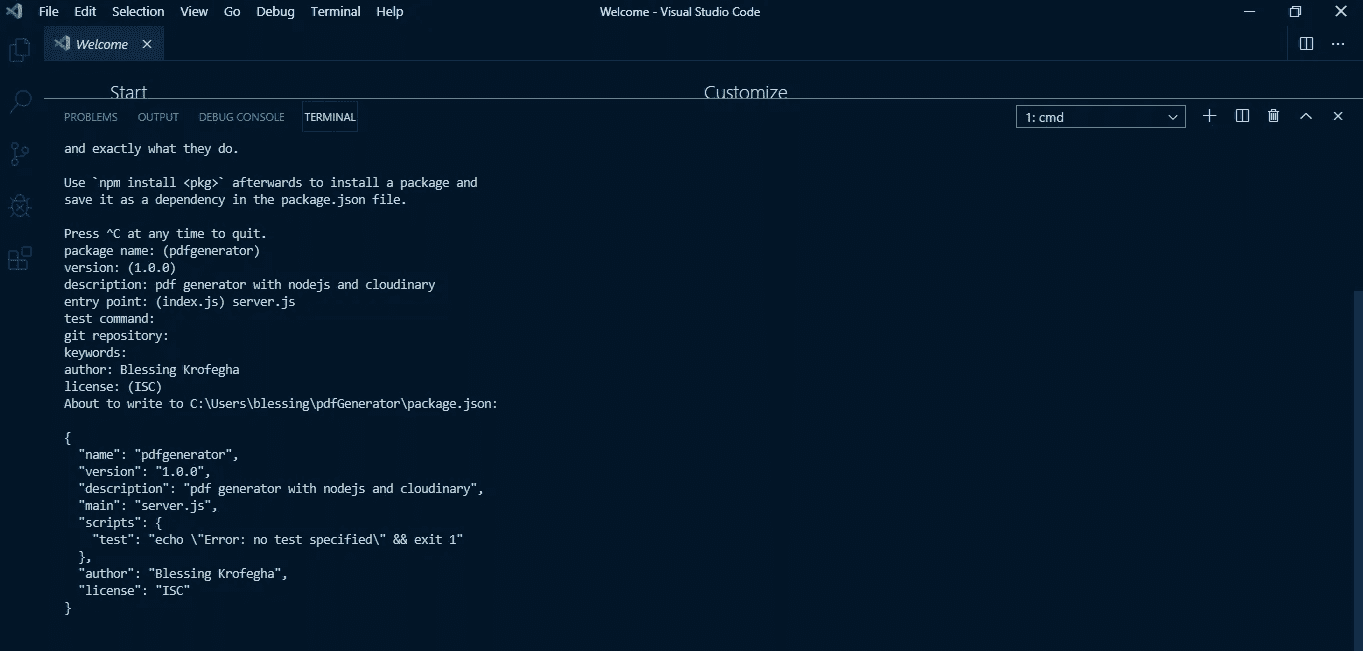 File Edit Selection View Go Debug Terminal Help Welcome - Visual Studio Code
Welcome
Start Customize
PROBLEMS OUTPUT DEBUG CONSOLE TERMINAL 1: cmd
and exactly what they do.
Use `npm install <pkg>` afterwards to install a package and
save it as a dependency in the package.json file.
Press ^C at any time to quit.
package name: (pdfgenerator)
version: (1.0.0)
description: pdf generator with nodejs and cloudinary
entry point: (index.js) server.js
test command:
git repository:
keywords:
author: Blessing Krofegha
license: (ISC)
About to write to C:\Users\blessing\pdfGenerator\package.json:
{
  "name": "pdfgenerator",
  "version": "1.0.0",
  "description": "pdf generator with nodejs and cloudinary",
  "main": "server.js",
  "scripts": {
    "test": "echo \"Error: no test specified\" && exit 1"
  },
  "author": "Blessing Krofegha",
  "license": "ISC"
}